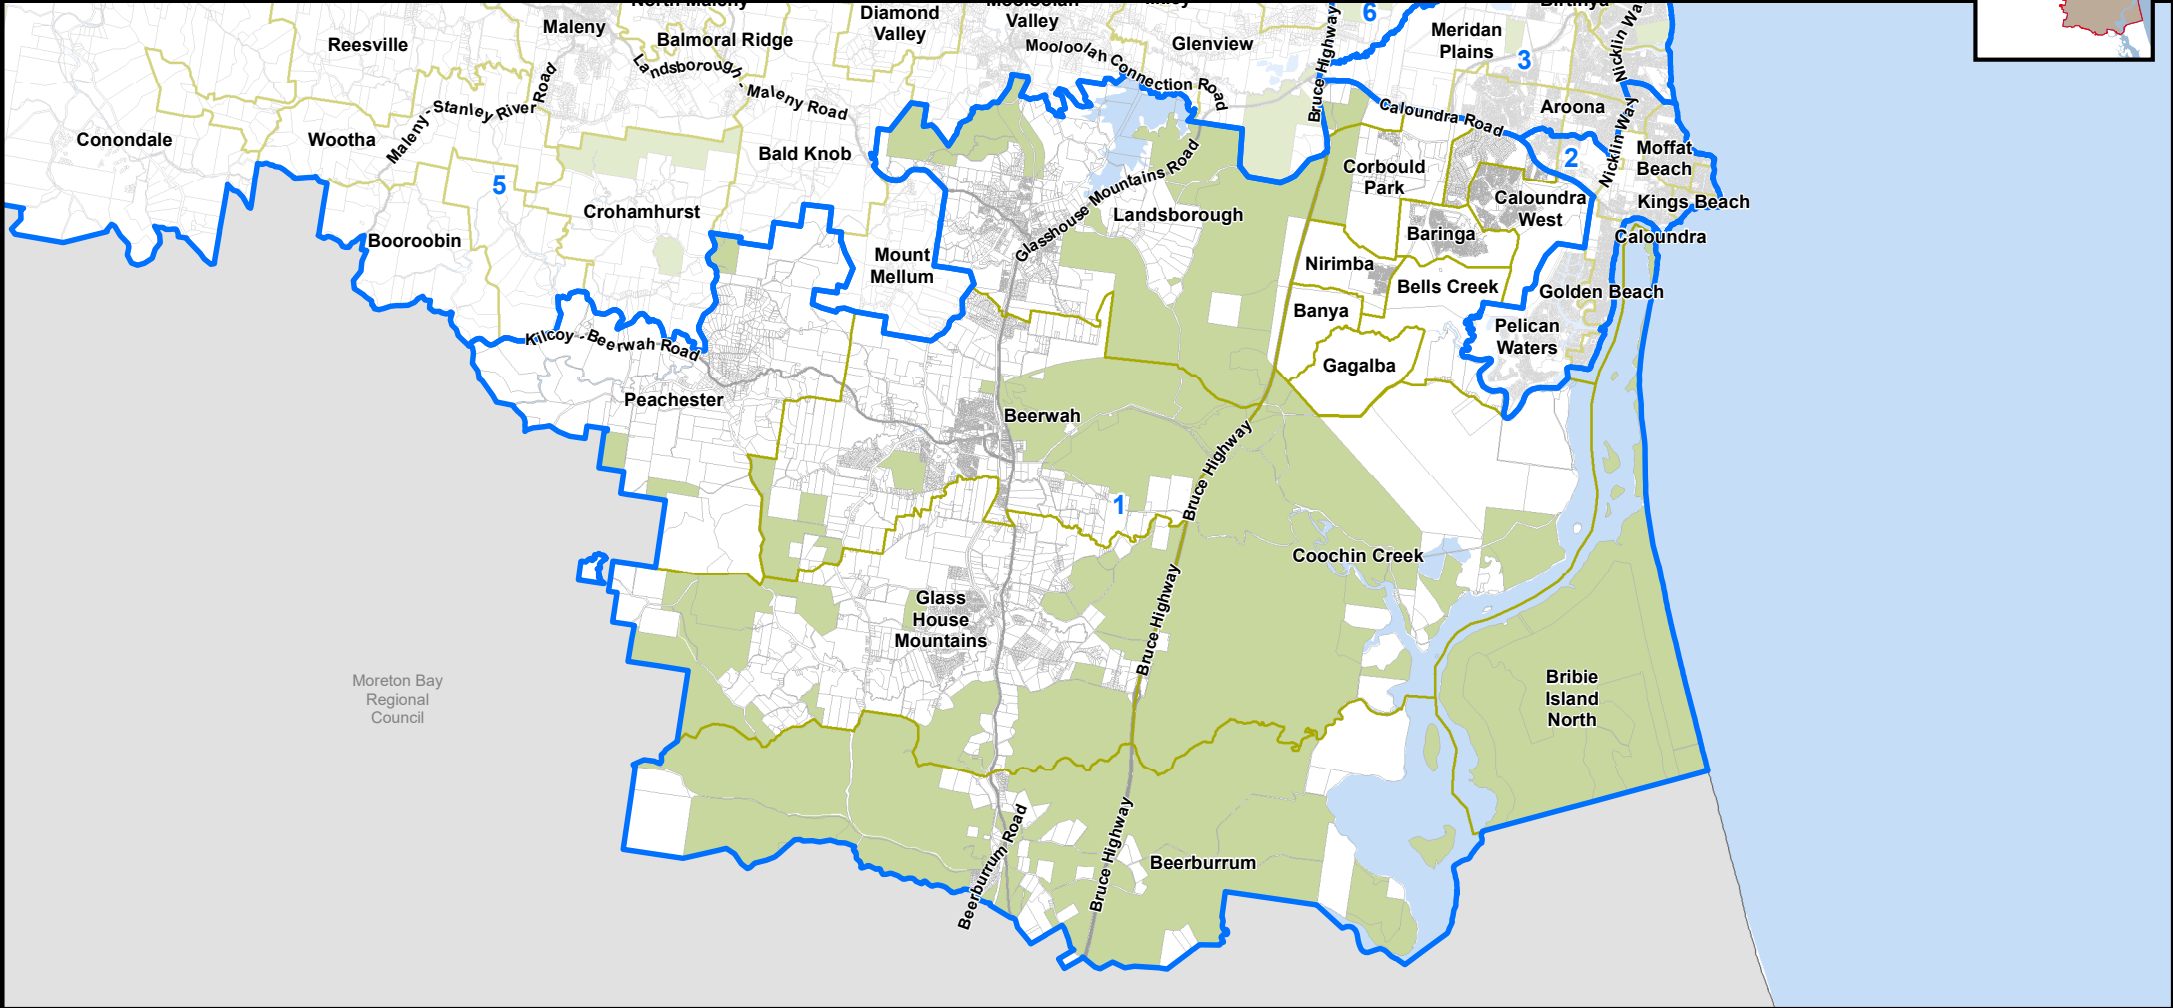 North Maleny
Diamond
Valley
Mooloolah
Valley
6
Birtinya
Maleny
Reesville
Balmoral Ridge
Glenview
Meridan
Plains
3
Nicklin Way
Bruce Highway
Mooloolah Connection Road
Landsborough - Maleny Road
Maleny - Stanley River Road
Conondale
Wootha
Bald Knob
Caloundra Road
Aroona
Nicklin Way
2
Moffat
Beach
5
Corbould
Park
Crohamhurst
Glasshouse Mountains Road
Landsborough
Caloundra
West
Kings Beach
Booroobin
Baringa
Caloundra
Mount
Mellum
Nirimba
Bells Creek
Golden Beach
Banya
Pelican
Waters
Kilcoy - Beerwah Road
Gagalba
Peachester
Beerwah
Bruce Highway
1
Coochin Creek
Glass
House
Mountains
Bruce Highway
Moreton Bay
Regional
Council
Bribie
Island
North
Beerburrum Road
Bruce Highway
Beerburrum